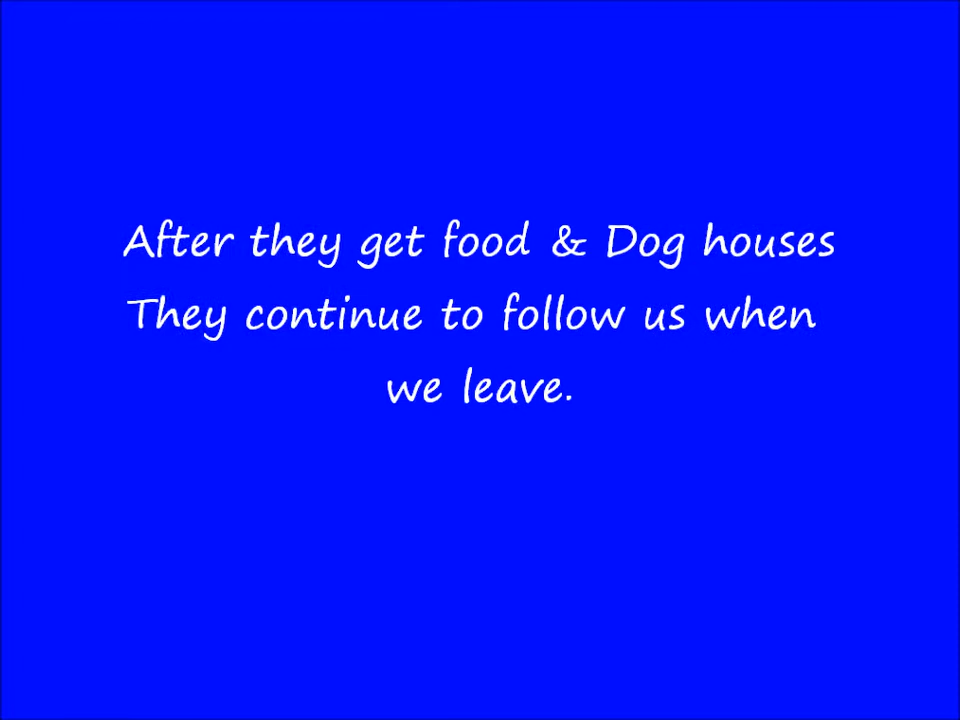 After they get food & Dog houses
They continue to follow us when
we leave.